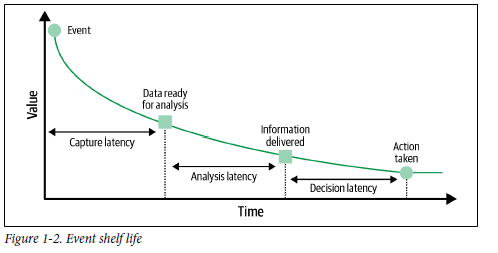 Event
Data ready
for analysis
Information
delivered
Action
taken
Value
Capture latency
Analysis latency
Decision latency
Time
Figure 1-2. Event shelf life